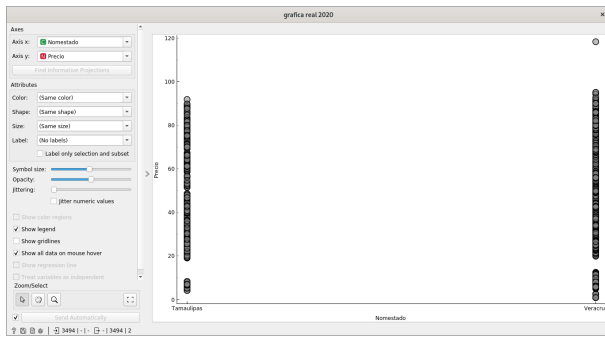 grafica real 2020
×
Axes
Axis x: C Nomestado
Axis y: N Precio
Find Informative Projections
Attributes
Color: (Same color)
Shape: (Same shape)
Size: (Same size)
Label: (No labels)
Label only selection and subset
Symbol size:
Opacity:
Jittering:
Jitter numeric values
Show color regions
Show legend
Show gridlines
Show all data on mouse hover
Show regression line
Treat variables as independent
Zoom/Select
Send Automatically
? 3494 | - | - - | 3494 | 2
120
100
80
60
40
20
0
Precio
Tamaulipas
Veracru
Nomestado